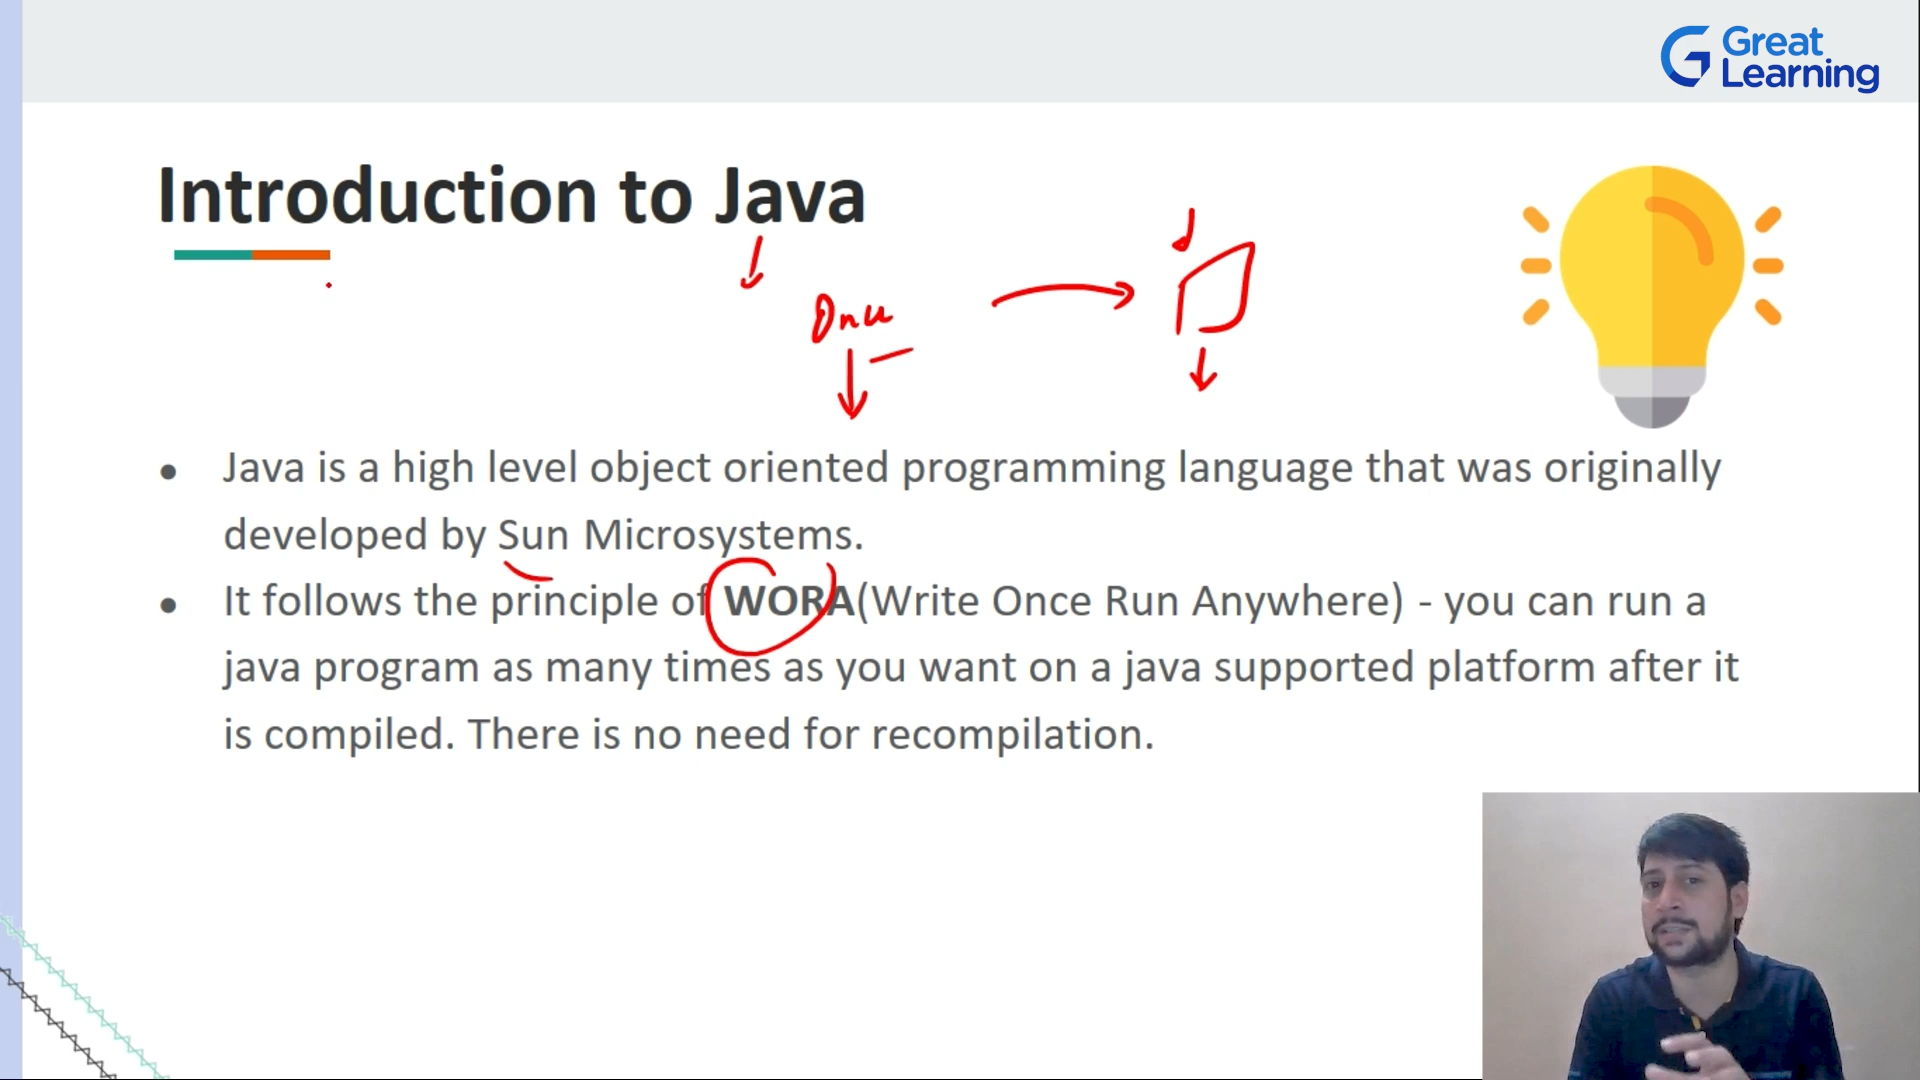 Great
Learning
Introduction to Java
Once
● Java is a high level object oriented programming language that was originally
developed by Sun Microsystems.
● It follows the principle of WORA(Write Once Run Anywhere) - you can run a
java program as many times as you want on a java supported platform after it
is compiled. There is no need for recompilation.